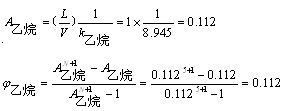 A乙烷 = (L/V) 1/k乙烷 = 1 × 1/8.945 = 0.112
φ乙烷 = (A乙烷^(N+1) − A乙烷)/(A乙烷^(N+1) − 1) = (0.112^(5+1) − 0.112)/(0.112^(5+1) − 1) = 0.112